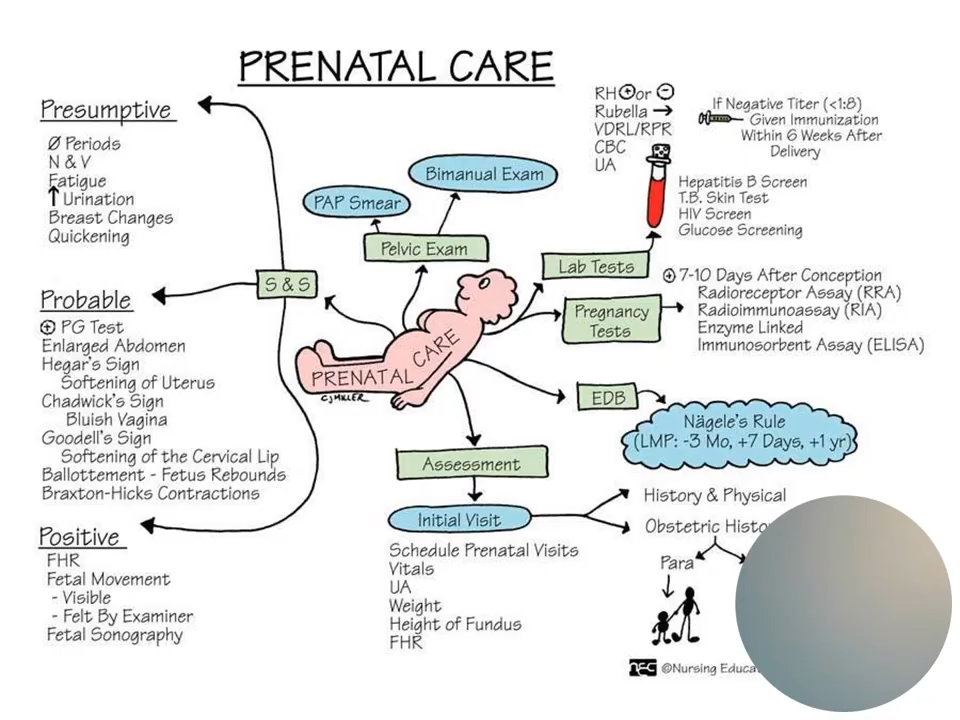 PRENATAL CARE
Presumptive
Ø Periods
N & V
Fatigue
↑ Urination
Breast Changes
Quickening
Probable
⊕ PG Test
Enlarged Abdomen
Hegar's Sign
Softening of Uterus
Chadwick's Sign
Bluish Vagina
Goodell's Sign
Softening of the Cervical Lip
Ballottement - Fetus Rebounds
Braxton-Hicks Contractions
Positive
FHR
Fetal Movement
- Visible
- Felt By Examiner
Fetal Sonography
S & S
PAP Smear
Bimanual Exam
Pelvic Exam
PRENATAL CARE
CJMILLER
RH ⊕ or ⊖
Rubella →
VDRL/RPR
CBC
UA
If Negative Titer (<1:8)
Given Immunization
Within 6 Weeks After
Delivery
Hepatitis B Screen
T.B. Skin Test
HIV Screen
Glucose Screening
Lab Tests
Pregnancy
Tests
⊕ 7-10 Days After Conception
Radioreceptor Assay (RRA)
Radioimmunoassay (RIA)
Enzyme Linked
Immunosorbent Assay (ELISA)
EDB
Nägele's Rule
(LMP: -3 Mo, +7 Days, +1 yr)
Assessment
Initial Visit
Schedule Prenatal Visits
Vitals
UA
Weight
Height of Fundus
FHR
History & Physical
Obstetric
Para
nec ©Nursing